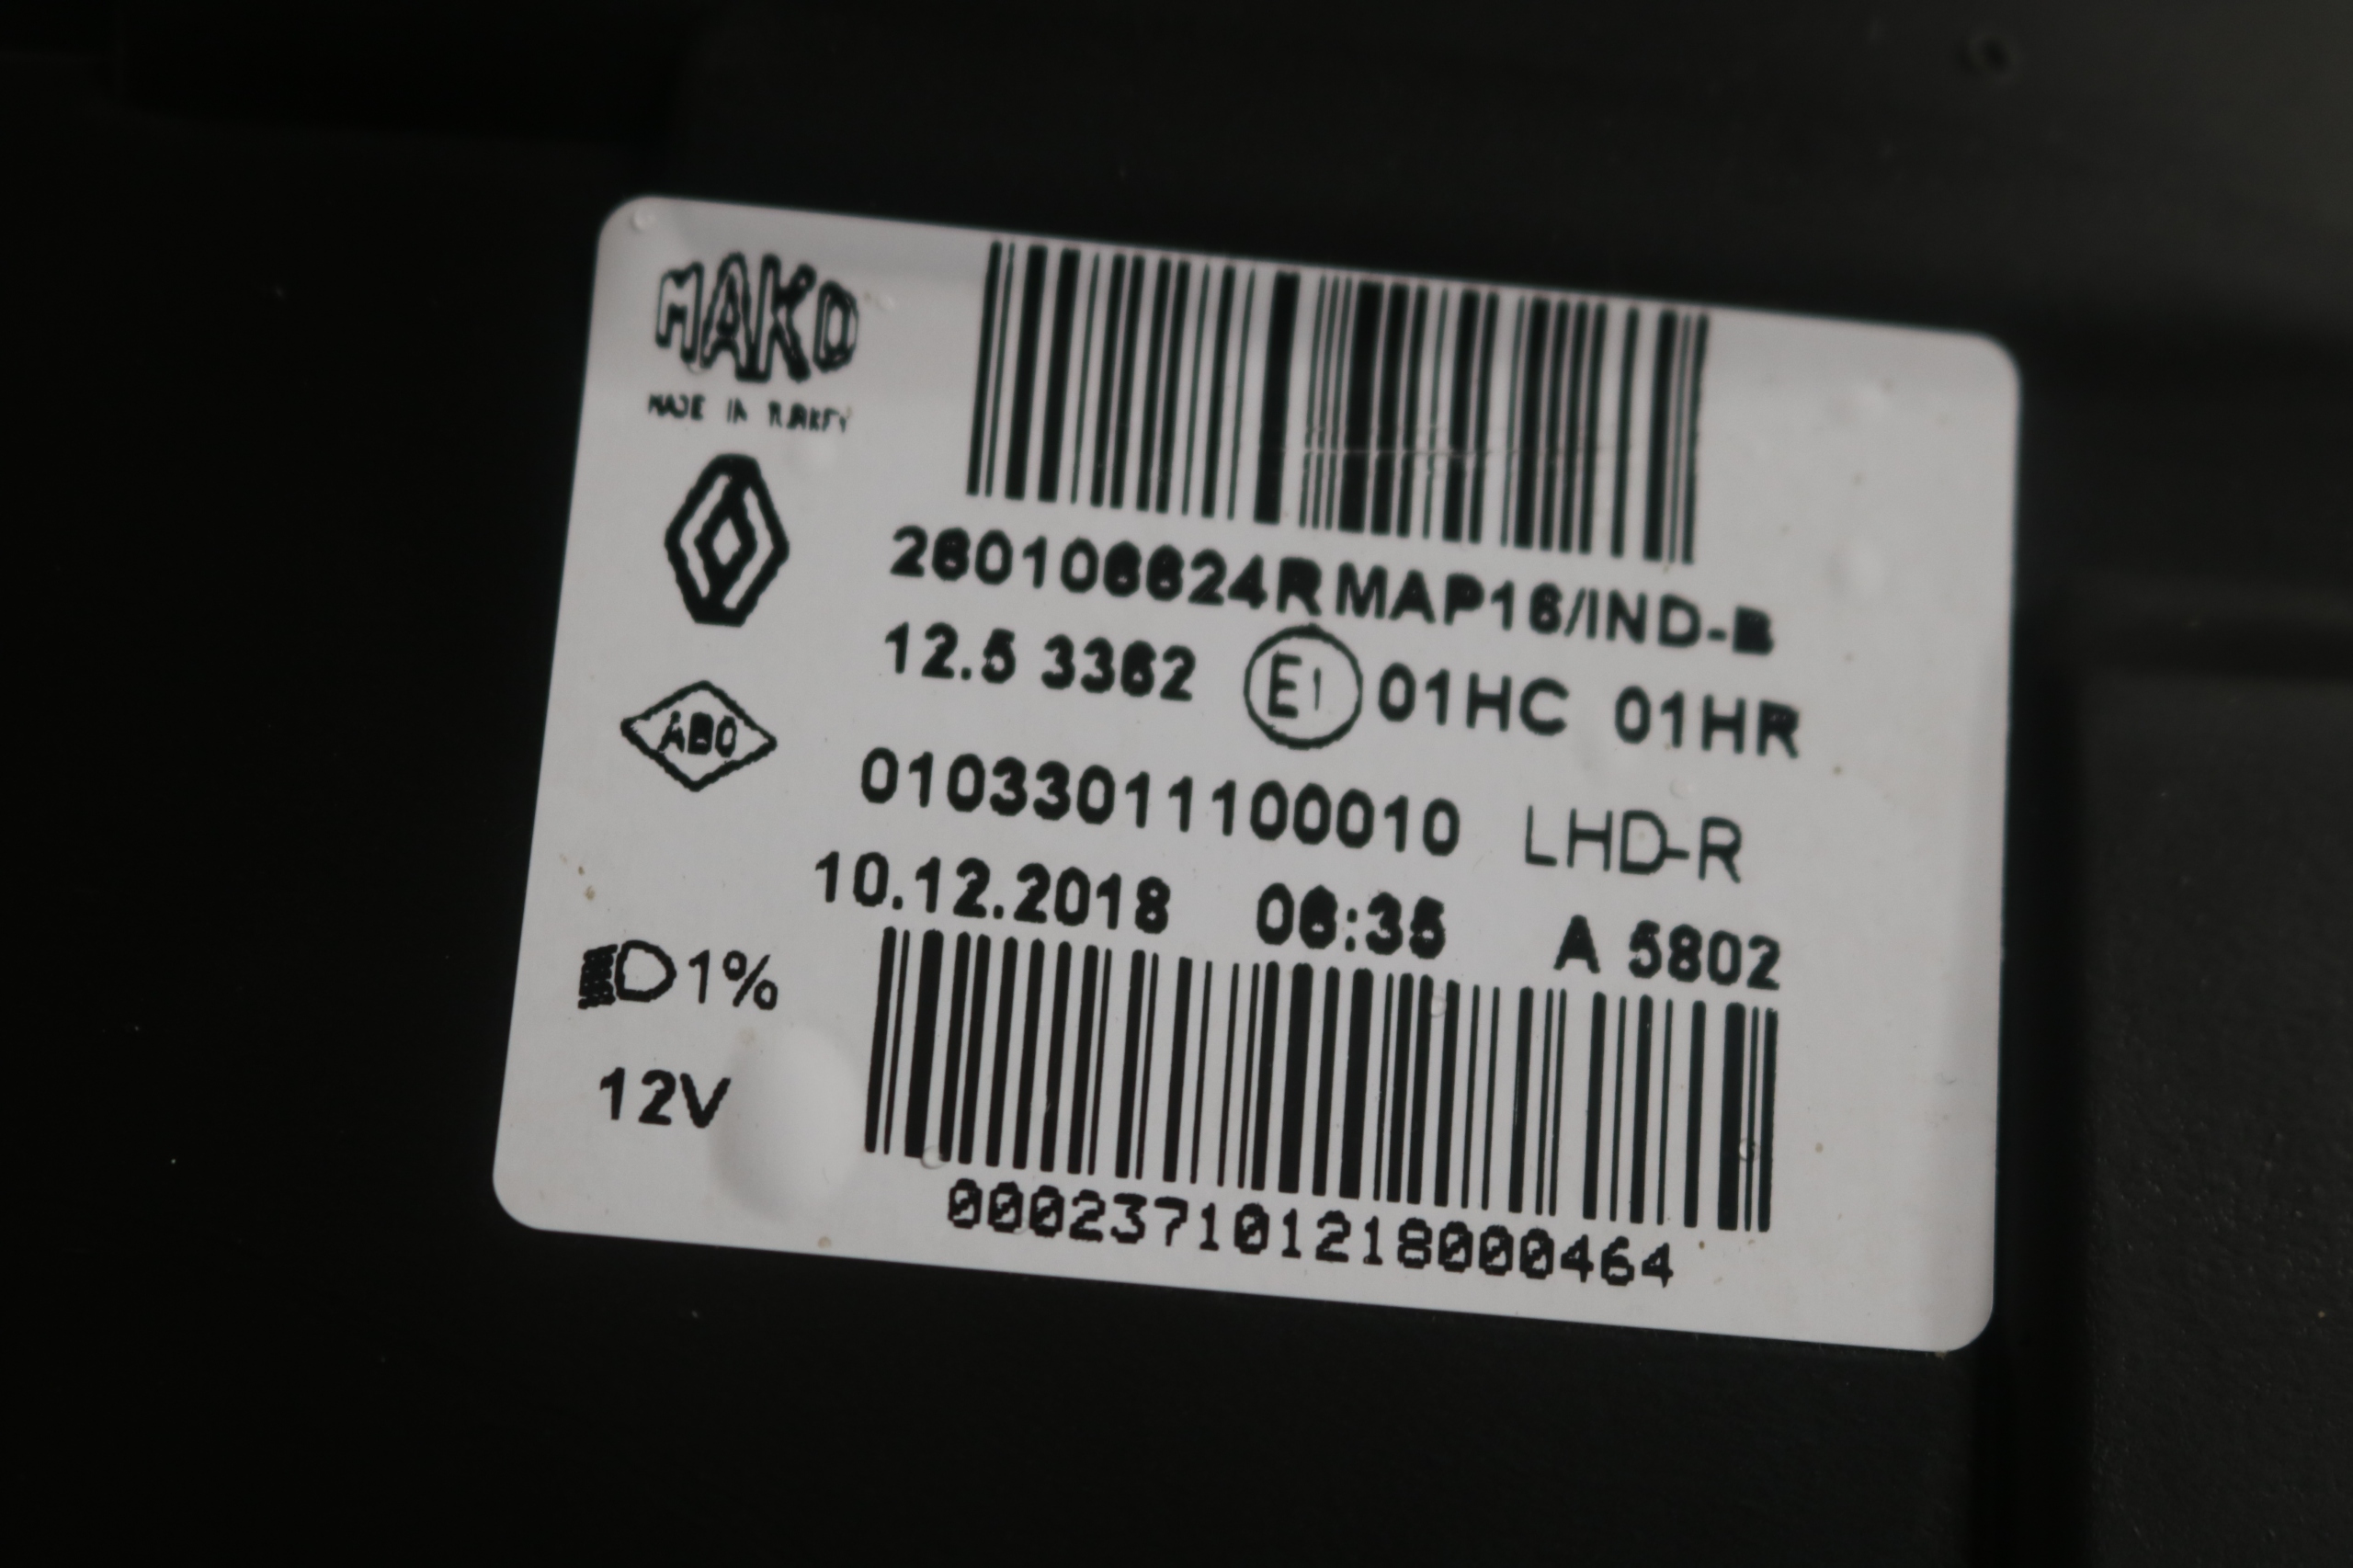 MAKO
MADE IN TURKEY
260106624R MAP16/IND-B
12.5 3362 E1 01HC 01HR
ABO
01033011100010 LHD-R
10.12.2018 06:35 A 5802
1%
12V
000237101218000464